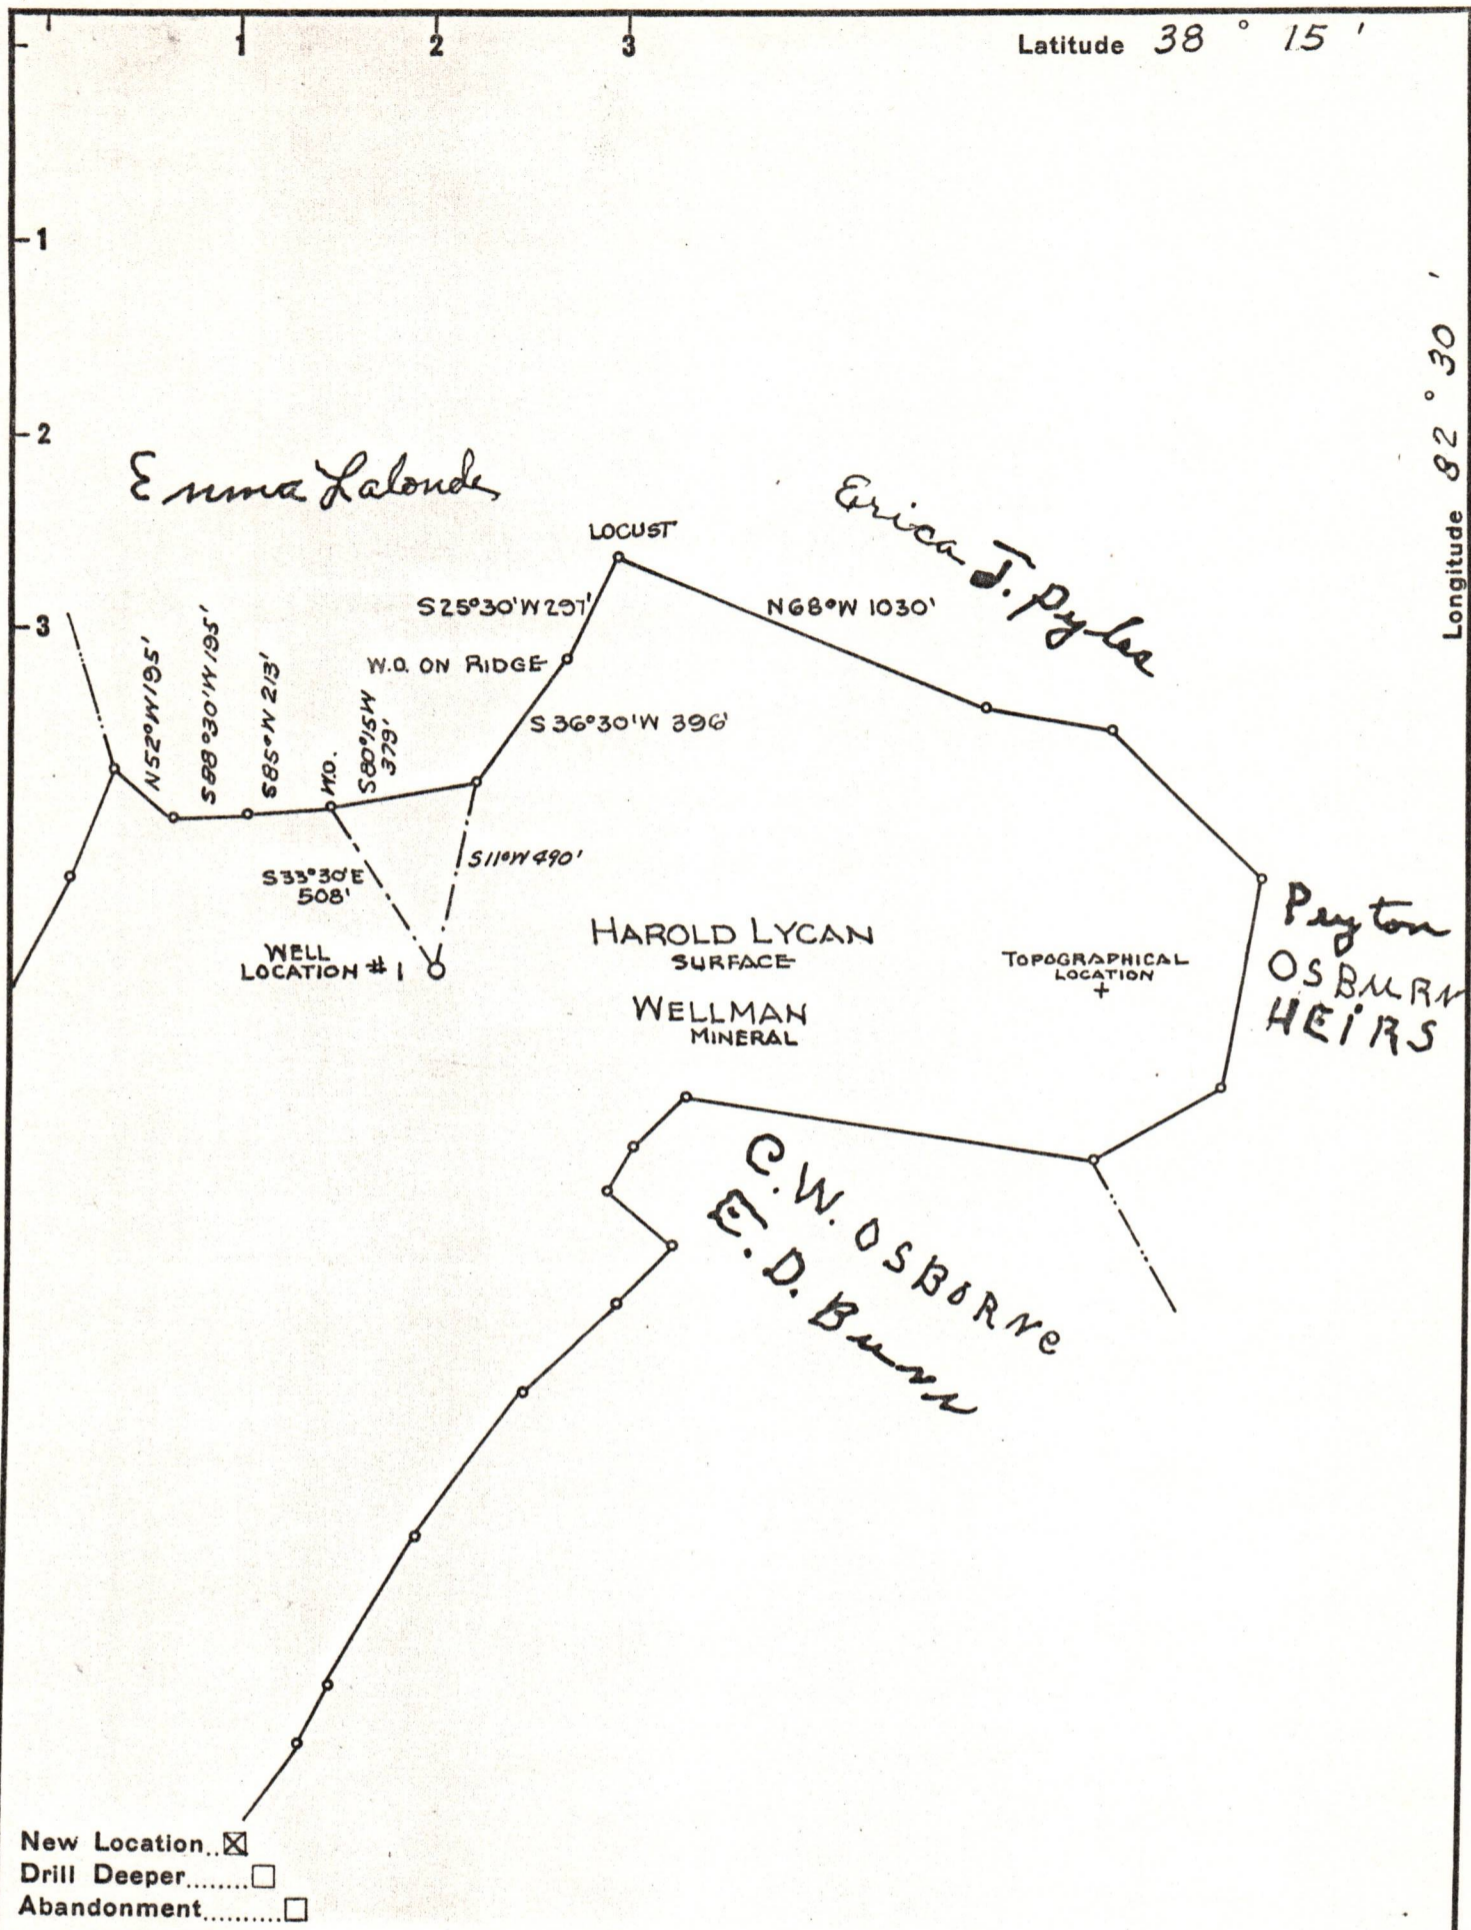 1 2 3
Latitude 38 ° 15 '
1
2
3
Longitude 82 ° 30 '
Emma Lalonde
Erica J. Pyles
LOCUST
S25°30'W 297'
N68°W 1030'
W.O. ON RIDGE
S36°30'W 396'
N52°W 195'
S88°30'W 195'
S85°W 213'
W.O.
S80°15W
379'
S33°30'E
508'
S11°W 490'
WELL
LOCATION #1
HAROLD LYCAN
SURFACE
WELLMAN
MINERAL
TOPOGRAPHICAL
LOCATION
+
Peyton
OSBURN
HEIRS
C.W. OSBORNe
E. D. Burr
New Location..☒
Drill Deeper........☐
Abandonment..........☐